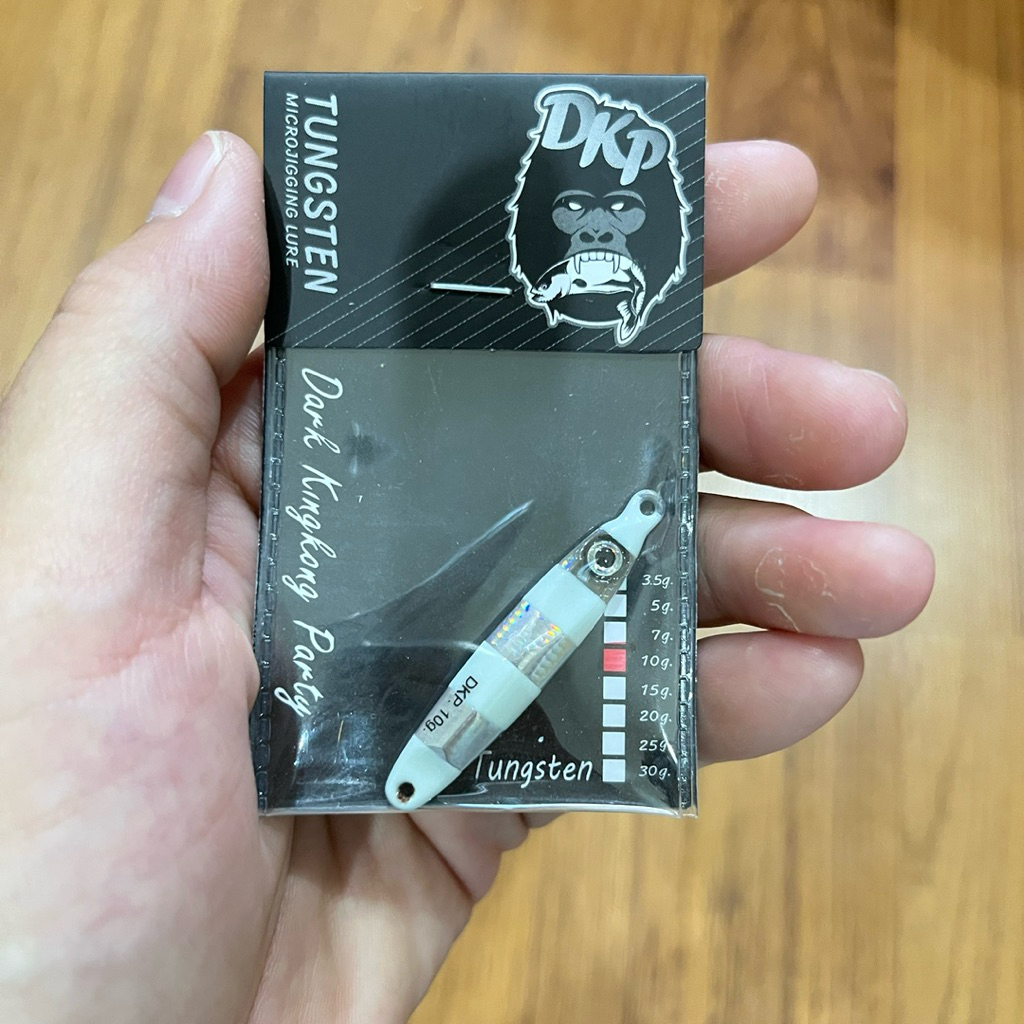 DKP
TUNGSTEN
MICROJIGGING LURE
Dark Kingkong Party
DKP. 10g.
3.5g.
5g.
7g.
10g.
15g.
20g.
25g
30g.
Tungsten